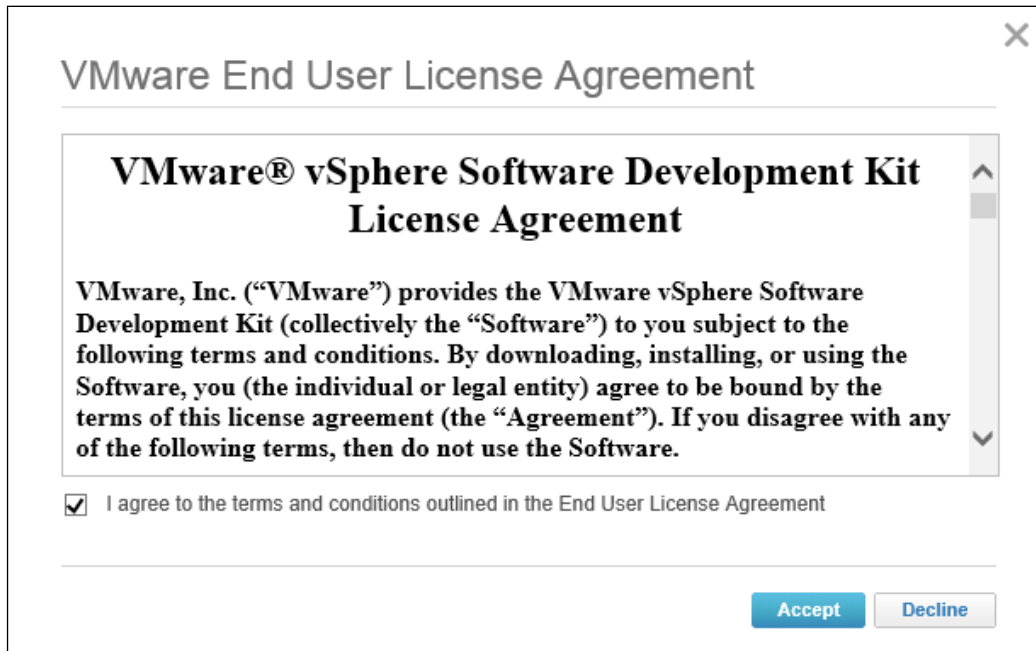 VMware End User License Agreement
VMware® vSphere Software Development Kit
License Agreement
VMware, Inc. (“VMware”) provides the VMware vSphere Software
Development Kit (collectively the “Software”) to you subject to the
following terms and conditions. By downloading, installing, or using the
Software, you (the individual or legal entity) agree to be bound by the
terms of this license agreement (the “Agreement”). If you disagree with any
of the following terms, then do not use the Software.
I agree to the terms and conditions outlined in the End User License Agreement
Accept
Decline